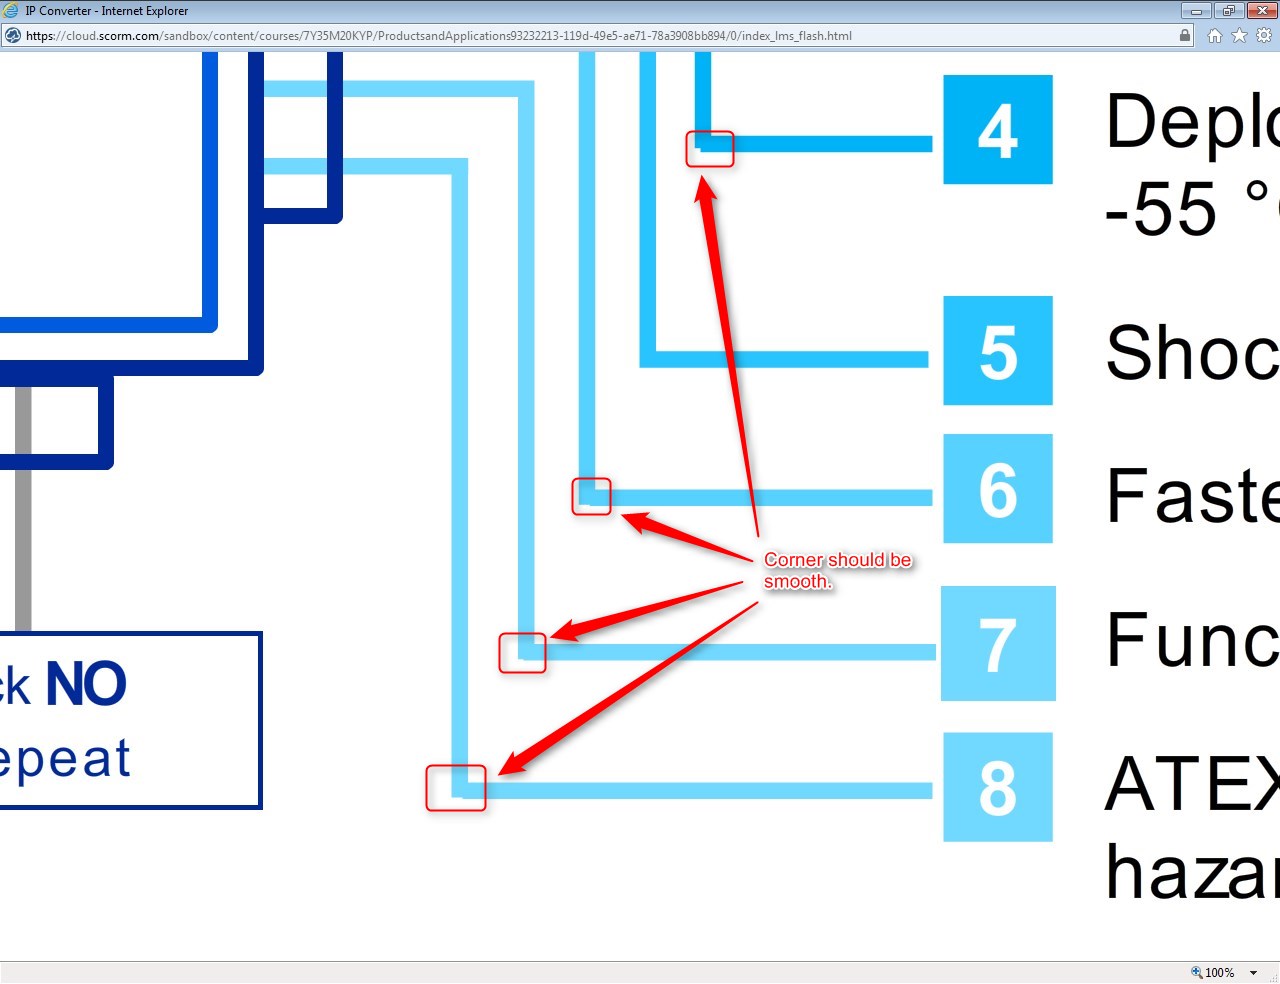 IP Converter - Internet Explorer
https://cloud.scorm.com/sandbox/content/courses/7Y35M20KYP/ProductsandApplications93232213-119d-49e5-ae71-78a3908bb894/0/index_lms_flash.html
4
Deplo
-55 °C
5
Shoc
6
Faste
Corner should be
smooth.
7
Func
ck NO
epeat
8
ATEX
hazar
100%